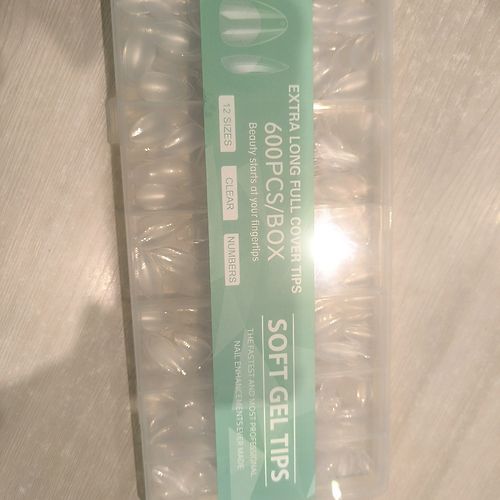 EXTRA LONG FULL COVER TIPS
600PCS/BOX
Beauty starts at your fingertips
12 SIZES
CLEAR
NUMBERS
SOFT GEL TIPS
THE FASTEST AND MOST PROFESSIONAL
NAIL ENHANCEMENTS EVER MADE